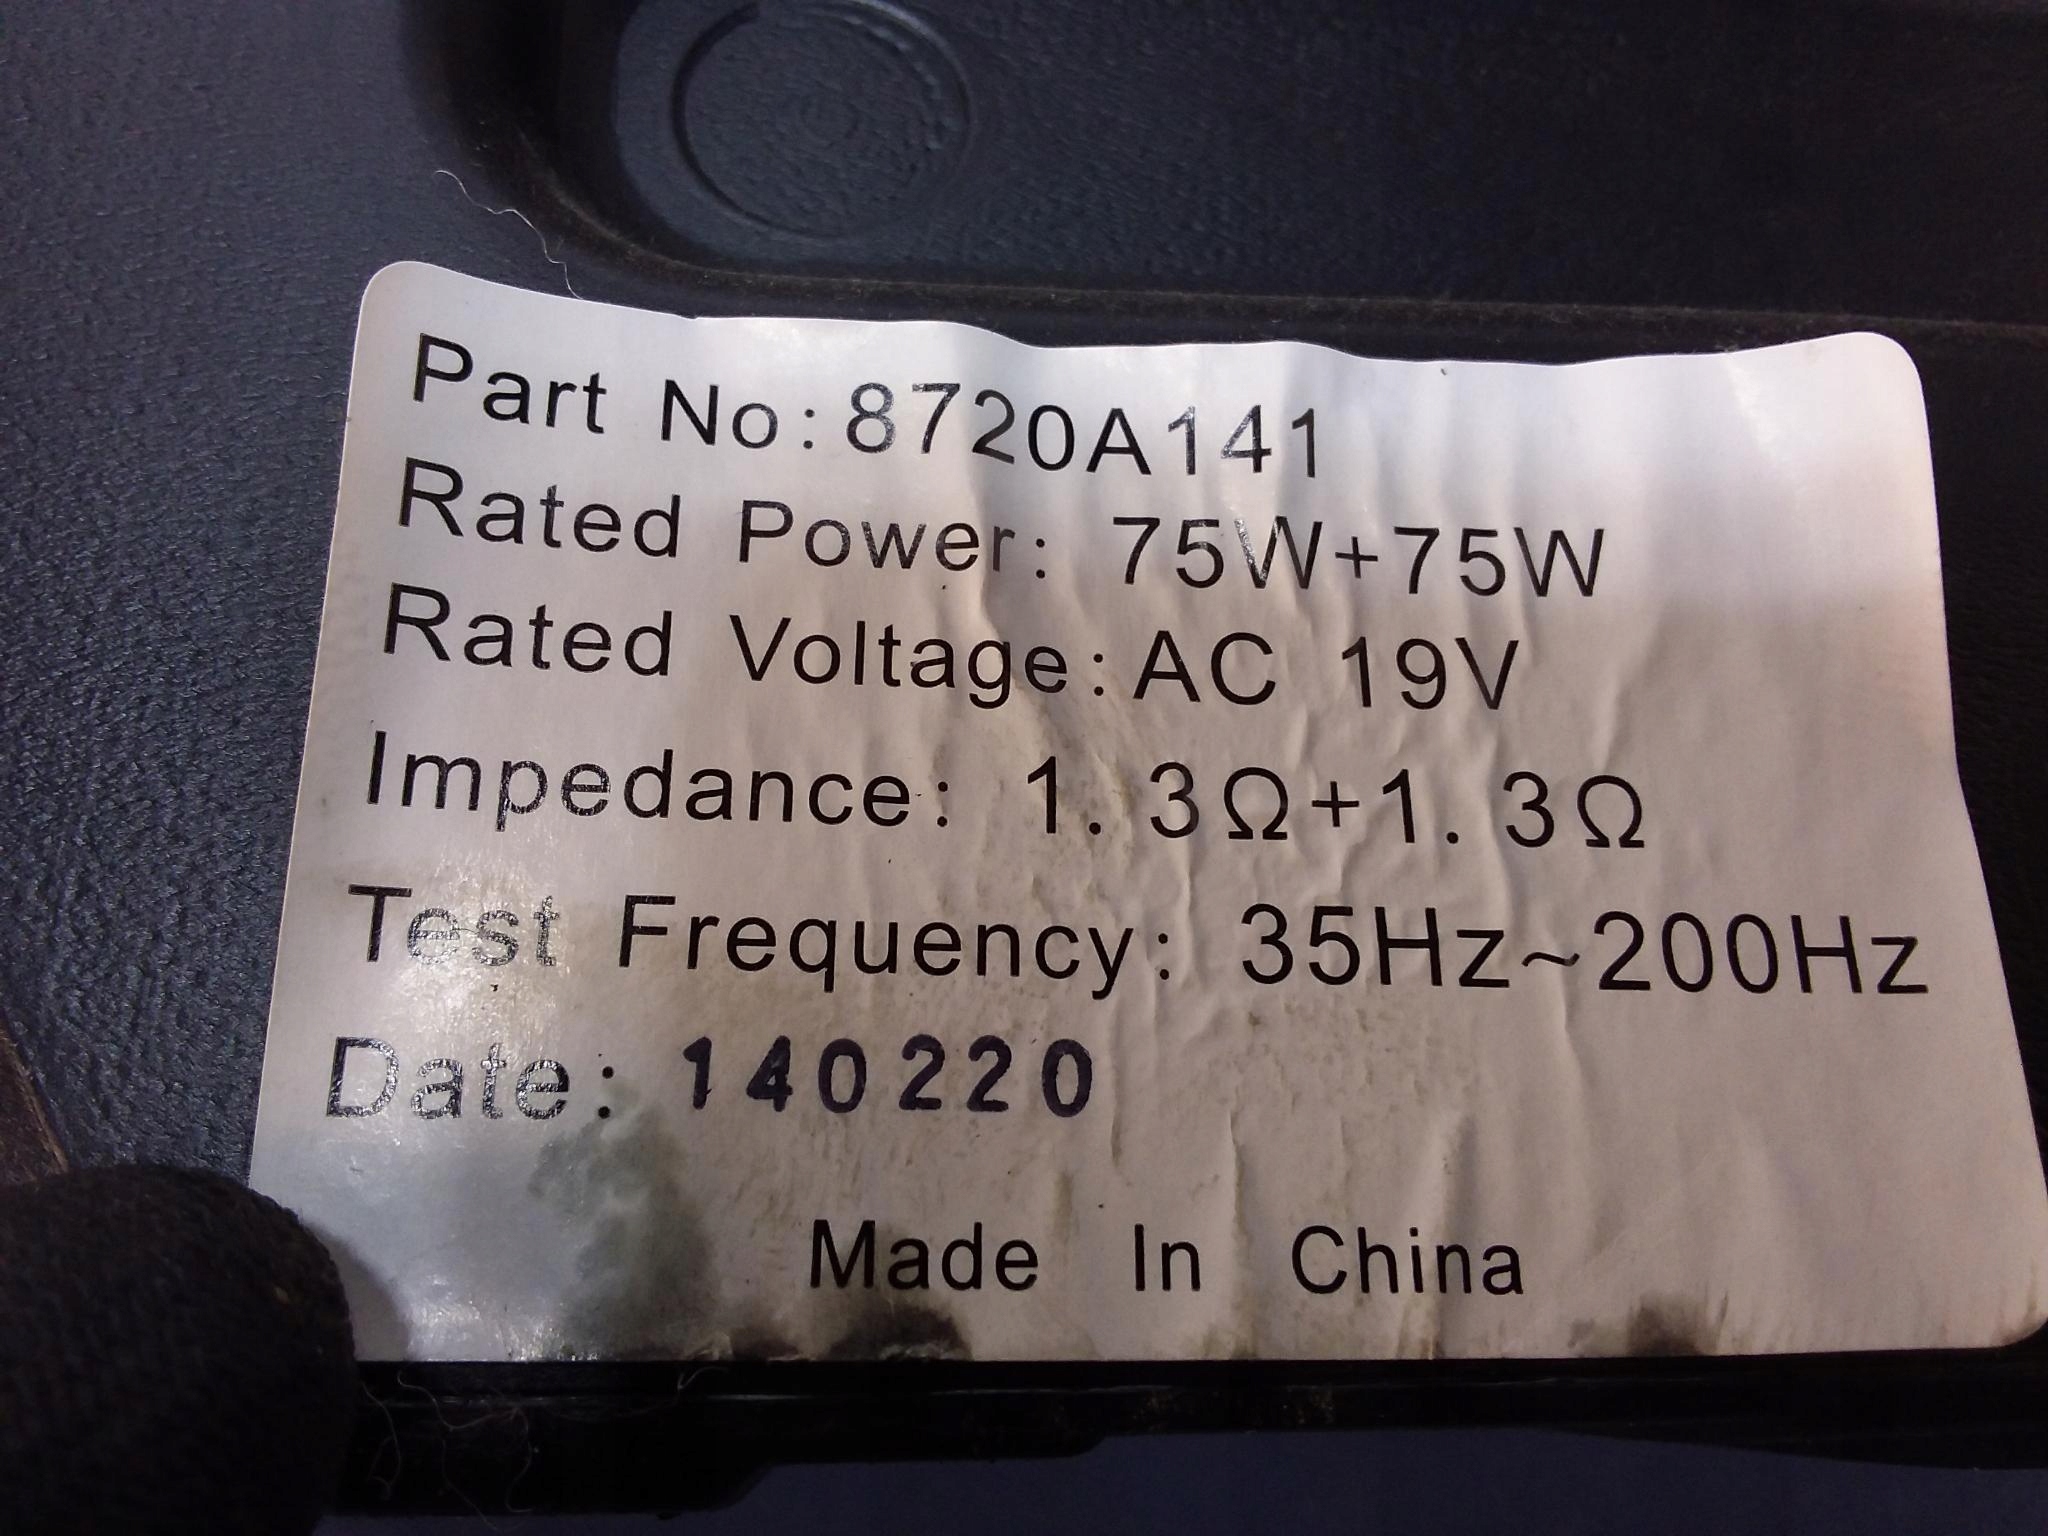 Part No:8720A141
Rated Power: 75W+75W
Rated Voltage:AC 19V
Impedance: 1.3Ω+1.3Ω
Test Frequency: 35Hz~200Hz
Date: 140220
Made In China